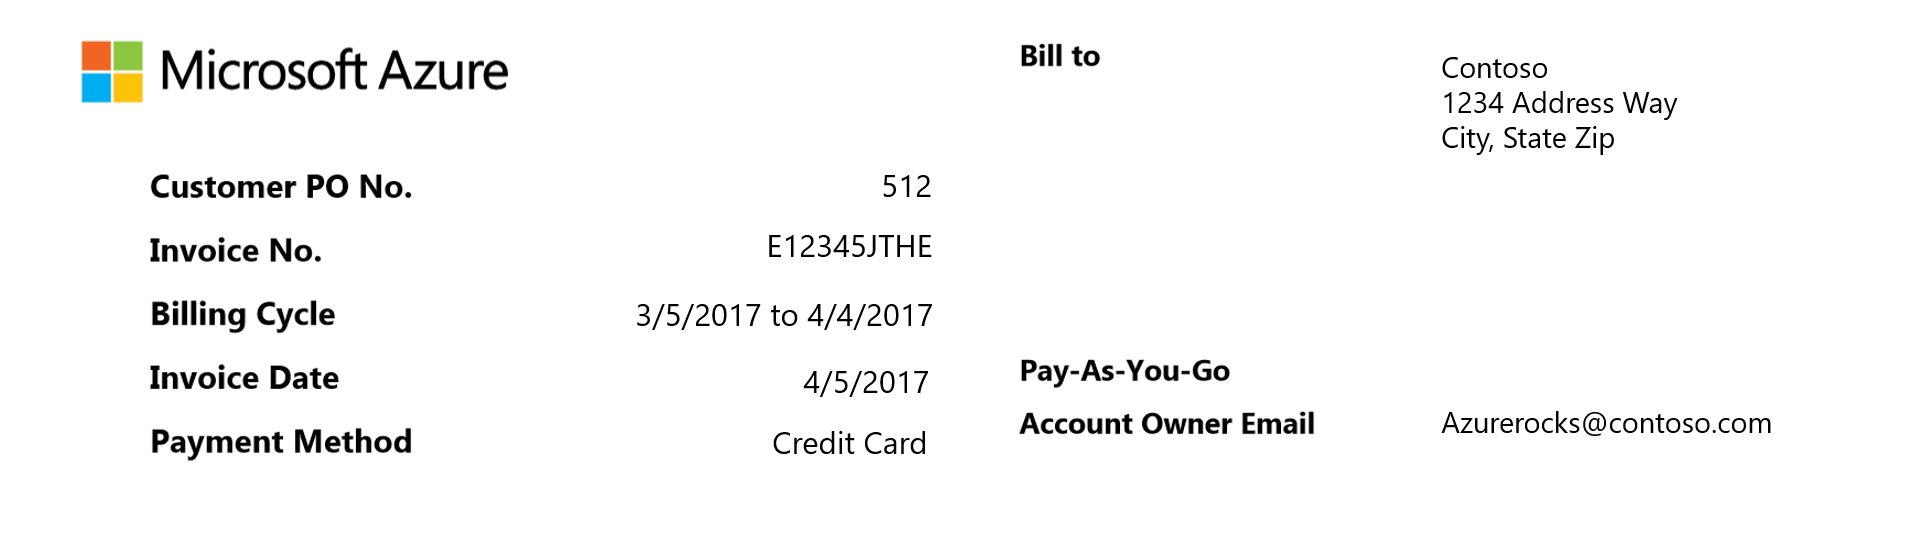 Microsoft Azure
Customer PO No. 512
Invoice No. E12345JTHE
Billing Cycle 3/5/2017 to 4/4/2017
Invoice Date 4/5/2017
Payment Method Credit Card
Bill to
Contoso
1234 Address Way
City, State Zip
Pay-As-You-Go
Account Owner Email Azurerocks@contoso.com